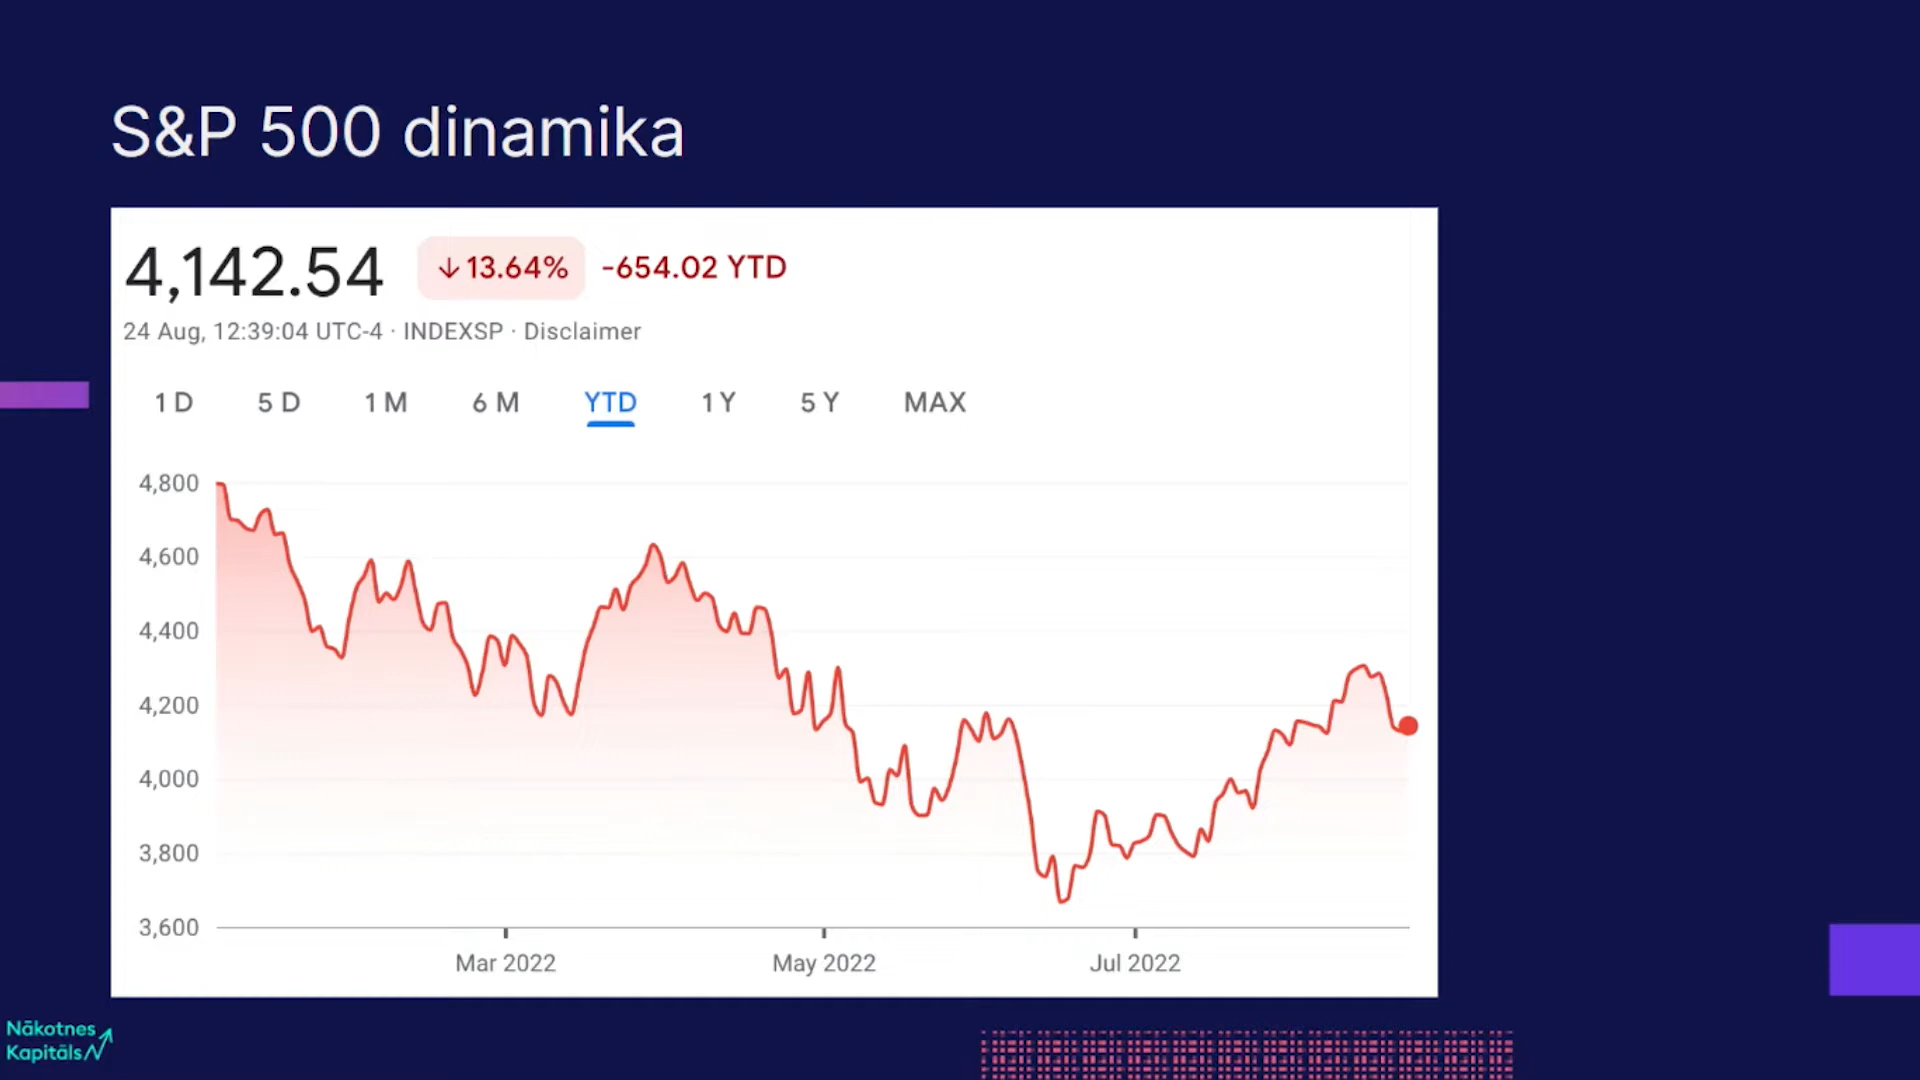 S&P 500 dinamika
4,142.54 ↓13.64% -654.02 YTD
24 Aug, 12:39:04 UTC-4 · INDEXSP · Disclaimer
1 D 5 D 1 M 6 M YTD 1 Y 5 Y MAX
4,800
4,600
4,400
4,200
4,000
3,800
3,600
Mar 2022 May 2022 Jul 2022
Nākotnes
Kapitāls